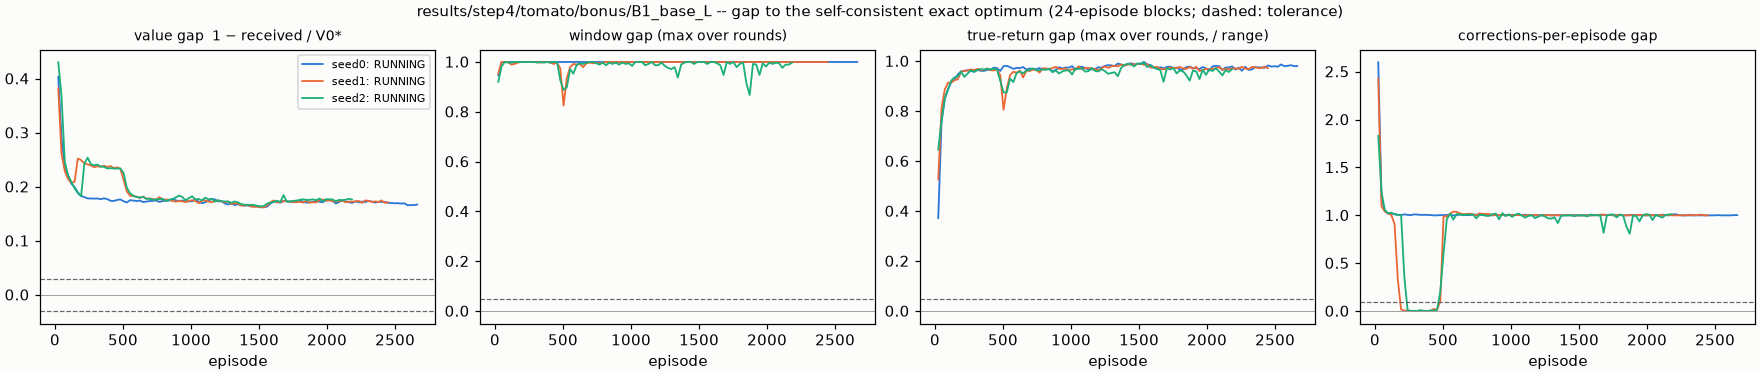 results/step4/tomato/bonus/B1_base_L -- gap to the self-consistent exact optimum (24-episode blocks; dashed: tolerance)
value gap 1 − received / V0*
0.4
0.3
0.2
0.1
0.0
seed0: RUNNING
seed1: RUNNING
seed2: RUNNING
0 500 1000 1500 2000 2500
episode
window gap (max over rounds)
1.0
0.8
0.6
0.4
0.2
0.0
0 500 1000 1500 2000 2500
episode
true-return gap (max over rounds, / range)
1.0
0.8
0.6
0.4
0.2
0.0
0 500 1000 1500 2000 2500
episode
corrections-per-episode gap
2.5
2.0
1.5
1.0
0.5
0.0
0 500 1000 1500 2000 2500
episode